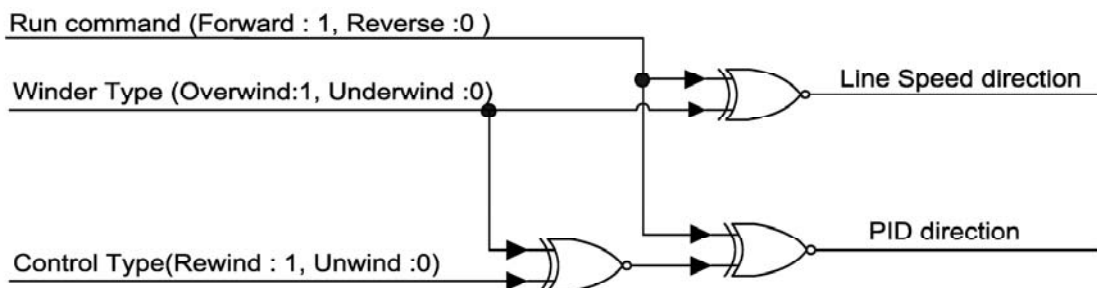 Run command (Forward : 1, Reverse :0 )
Winder Type (Overwind:1, Underwind :0)
Line Speed direction
PID direction
Control Type(Rewind : 1, Unwind :0)